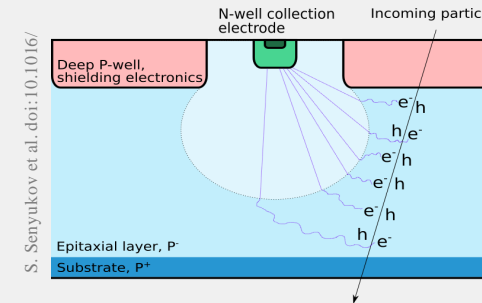 N-well collection
electrode
Incoming partic
Deep P-well,
shielding electronics
e⁻ h
h e⁻
e⁻ h
e⁻ h
e⁻ h
h e⁻
Epitaxial layer, P⁻
Substrate, P⁺
S. Senyukov et al. doi:10.1016/